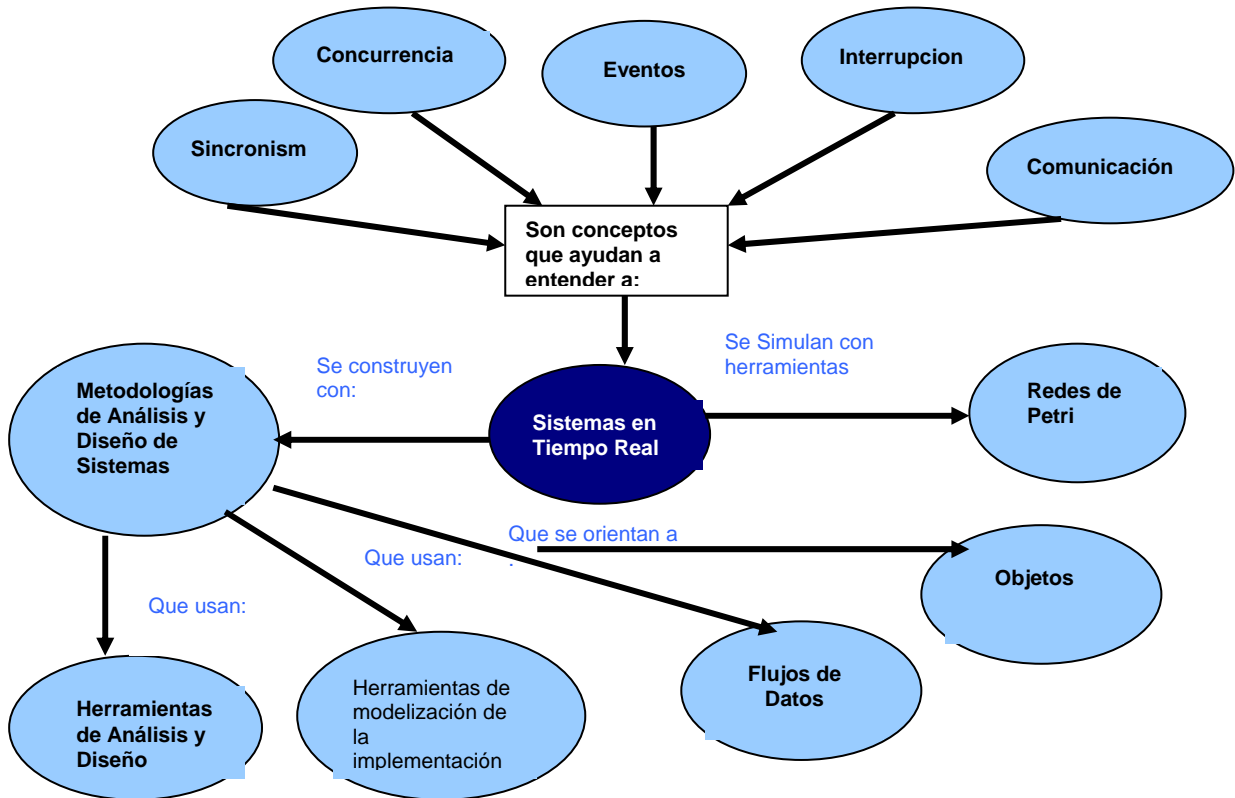 Concurrencia
Eventos
Interrupcion
Sincronism
Comunicación
Son conceptos
que ayudan a
entender a:
Se construyen
con:
Se Simulan con
herramientas
Metodologías
de Análisis y
Diseño de
Sistemas
Sistemas en
Tiempo Real
Redes de
Petri
Que se orientan a
:
Que usan:
Objetos
Que usan:
Herramientas
de Análisis y
Diseño
Herramientas de
modelización de
la
implementación
Flujos de
Datos